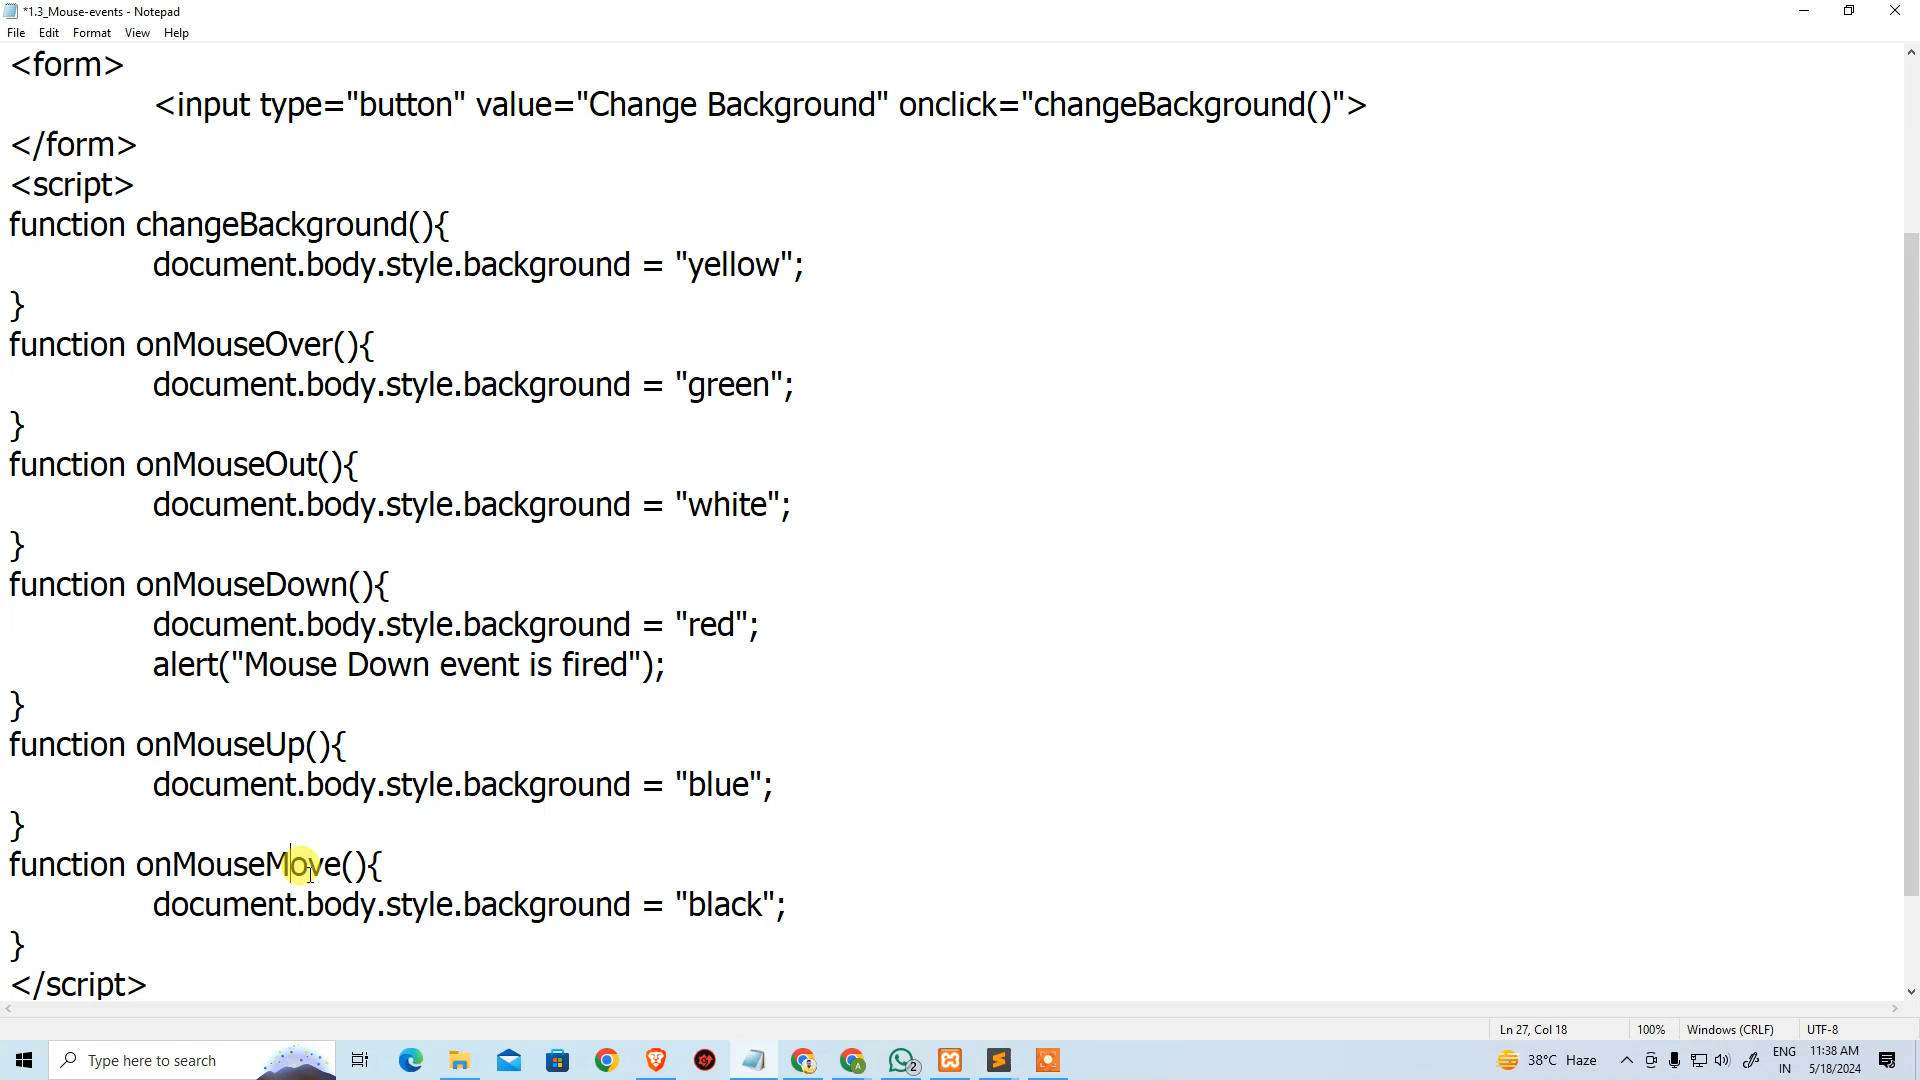 *1.3_Mouse-events - Notepad
File Edit Format View Help
<form>
<input type="button" value="Change Background" onclick="changeBackground()">
</form>
<script>
function changeBackground(){
document.body.style.background = "yellow";
}
function onMouseOver(){
document.body.style.background = "green";
}
function onMouseOut(){
document.body.style.background = "white";
}
function onMouseDown(){
document.body.style.background = "red";
alert("Mouse Down event is fired");
}
function onMouseUp(){
document.body.style.background = "blue";
}
function onMouseMove(){
document.body.style.background = "black";
}
</script>
Ln 27, Col 18 100% Windows (CRLF) UTF-8
Type here to search 2 38°C Haze ENG 11:38 AM
IN 5/18/2024